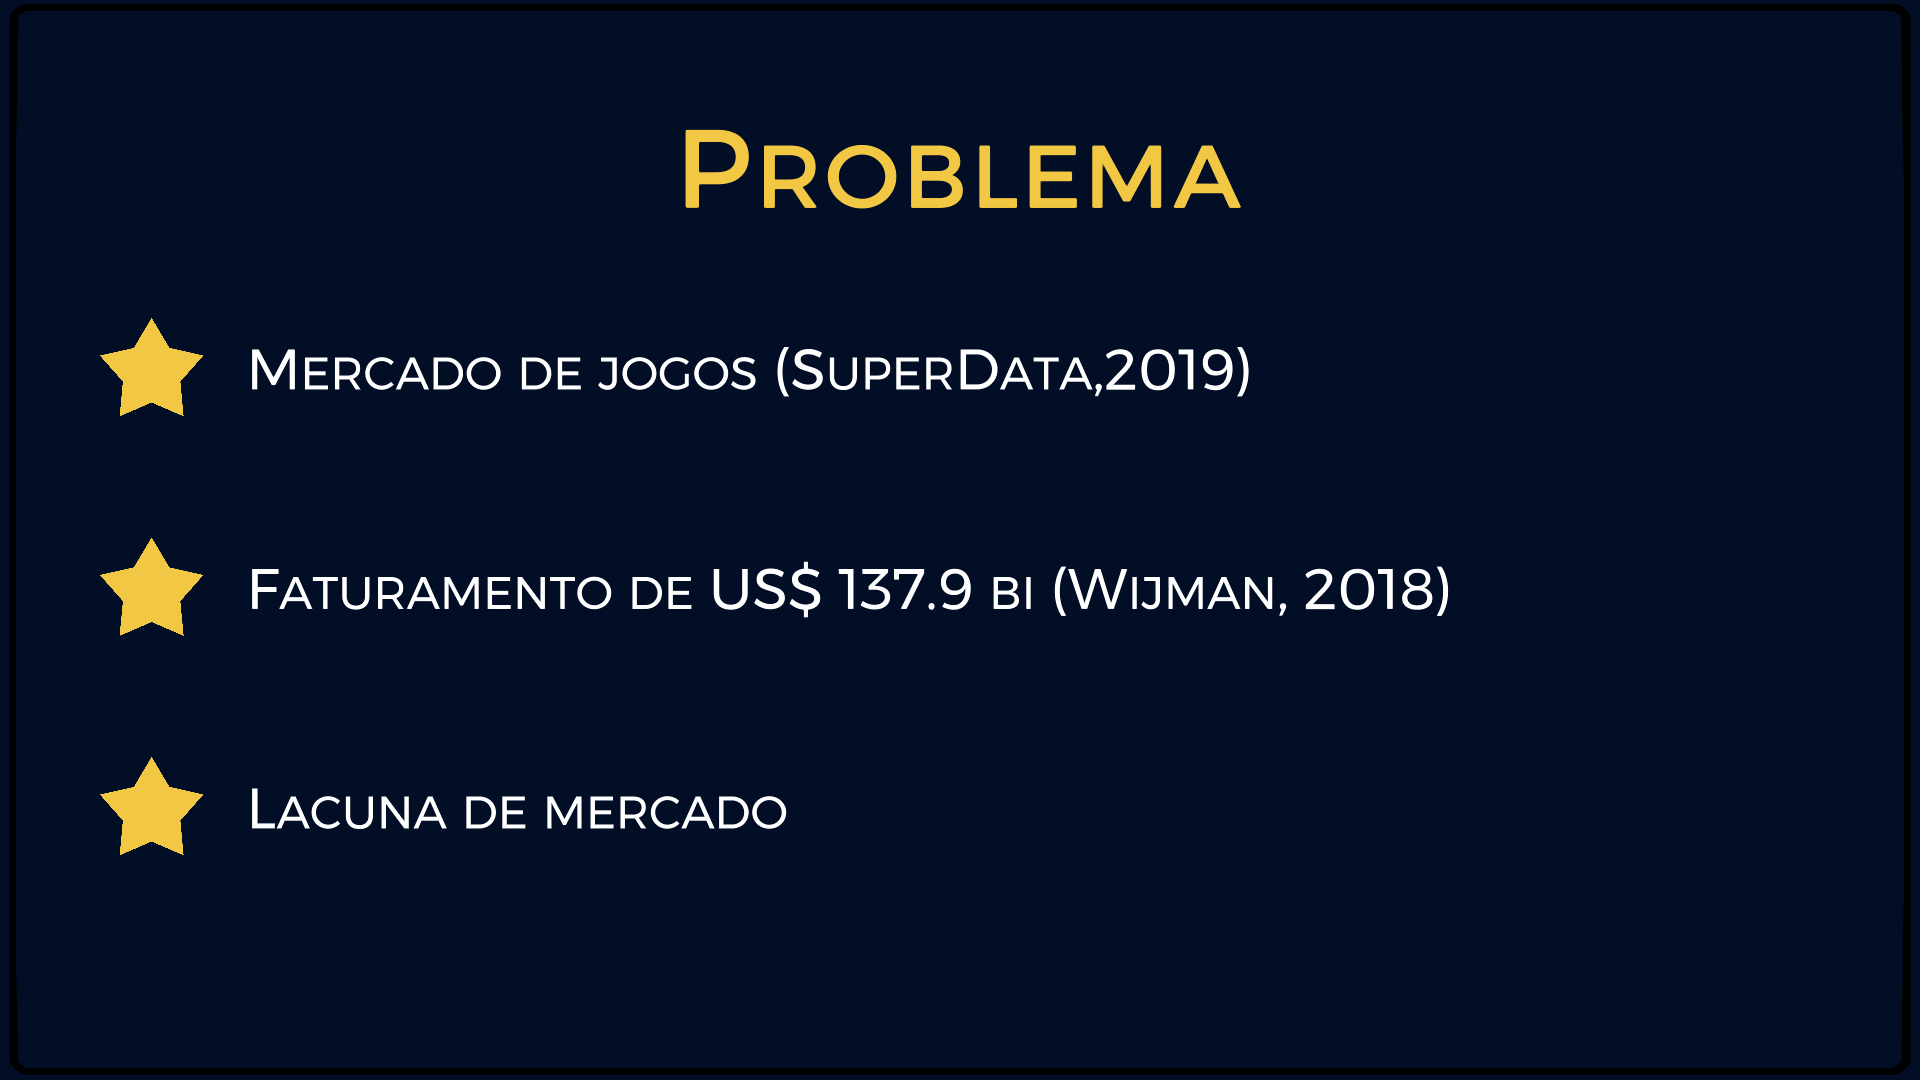 Problema
Mercado de jogos (SuperData,2019)
Faturamento de US$ 137.9 bi (Wijman, 2018)
Lacuna de mercado